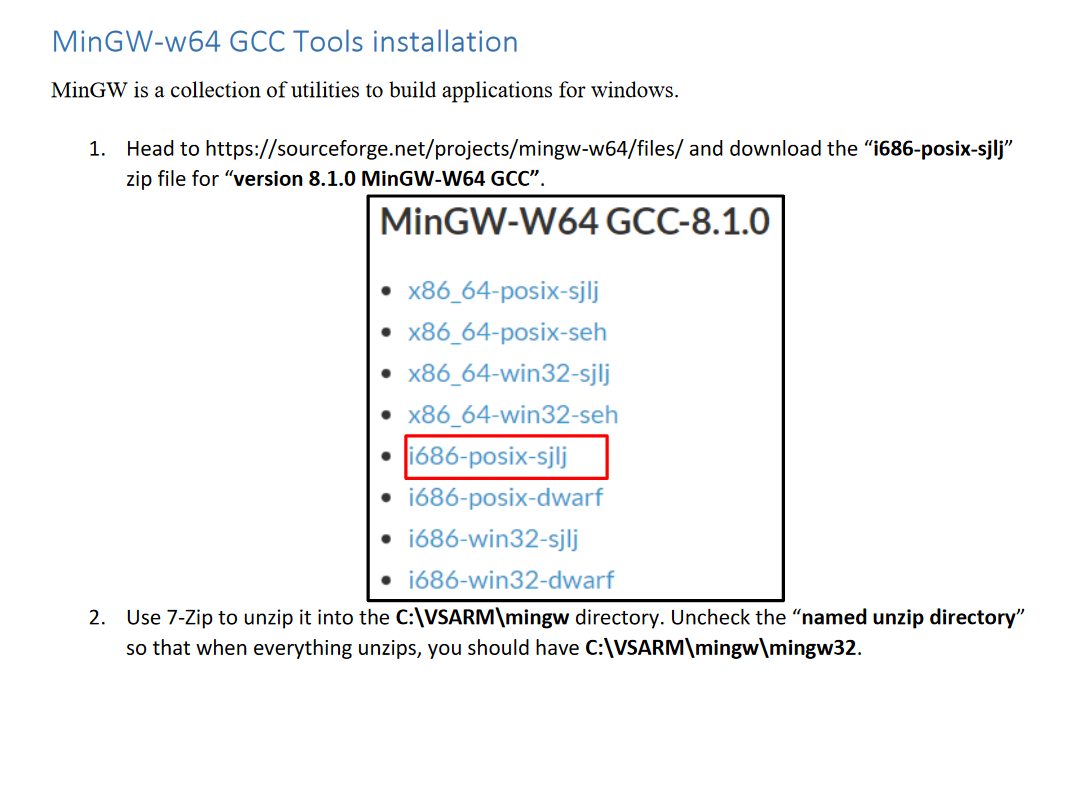 MinGW-w64 GCC Tools installation
MinGW is a collection of utilities to build applications for windows.
1. Head to https://sourceforge.net/projects/mingw-w64/files/ and download the “i686-posix-sjlj”
zip file for “version 8.1.0 MinGW-W64 GCC”.
MinGW-W64 GCC-8.1.0
• x86_64-posix-sjlj
• x86_64-posix-seh
• x86_64-win32-sjlj
• x86_64-win32-seh
• i686-posix-sjlj
• i686-posix-dwarf
• i686-win32-sjlj
• i686-win32-dwarf
2. Use 7-Zip to unzip it into the C:\VSARM\mingw directory. Uncheck the “named unzip directory”
so that when everything unzips, you should have C:\VSARM\mingw\mingw32.